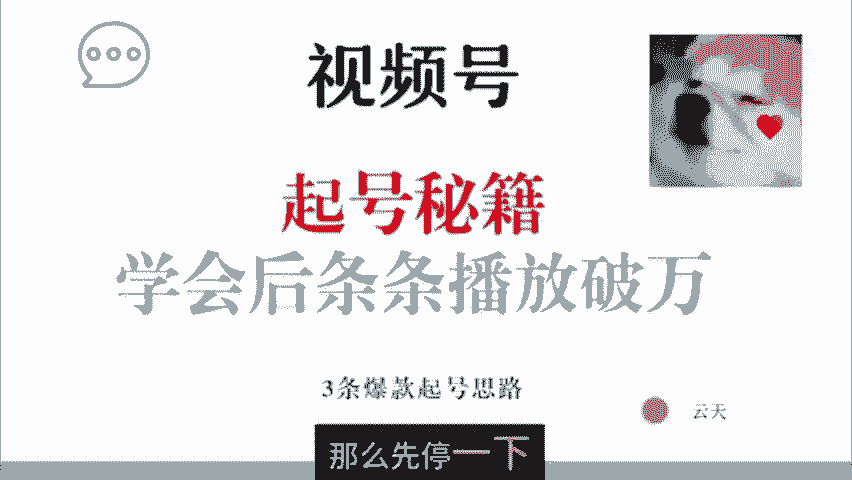 视频号
起号秘籍
学会后条条播放破万
3条爆款起号思路
云天
那么先停一下